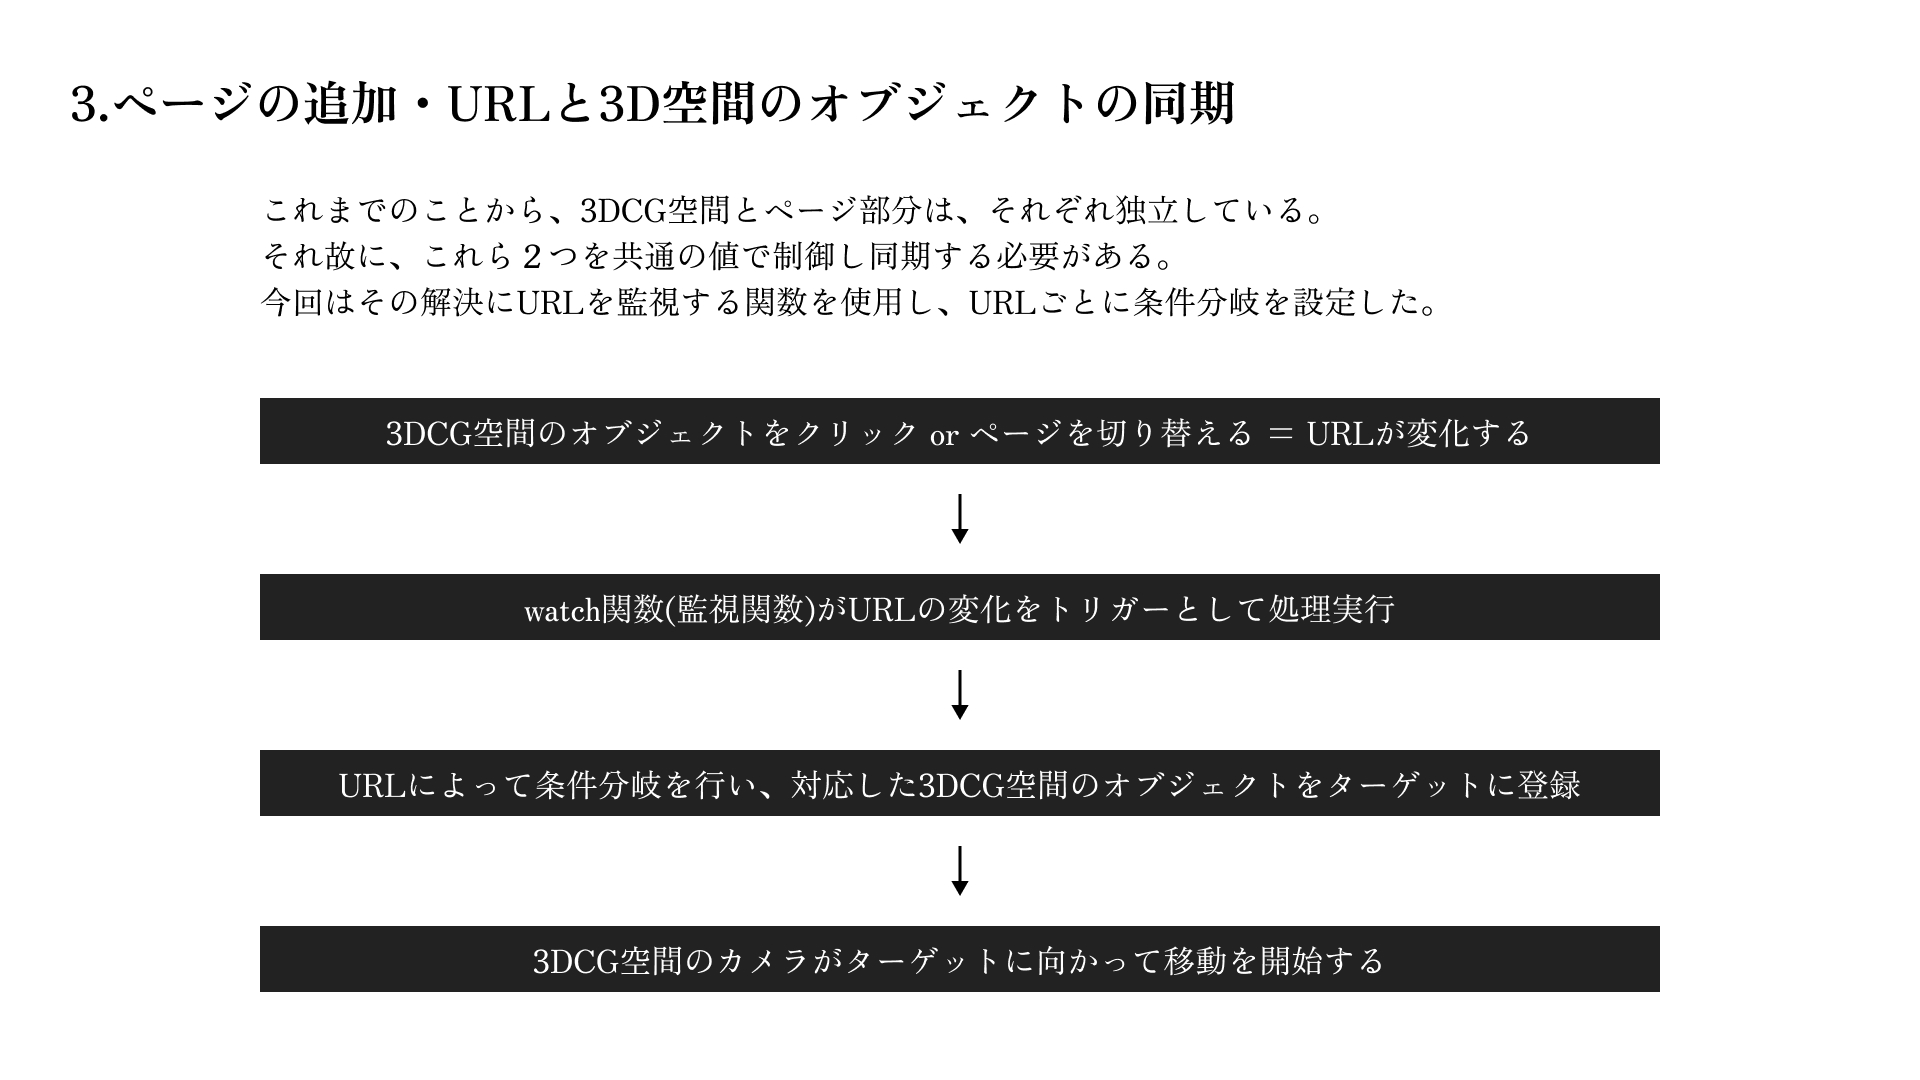 3.ページの追加・URLと3D空間のオブジェクトの同期
これまでのことから、3DCG空間とページ部分は、それぞれ独立している。
それ故に、これら２つを共通の値で制御し同期する必要がある。
今回はその解決にURLを監視する関数を使用し、URLごとに条件分岐を設定した。
3DCG空間のオブジェクトをクリック or ページを切り替える ＝ URLが変化する
watch関数(監視関数)がURLの変化をトリガーとして処理実行
URLによって条件分岐を行い、対応した3DCG空間のオブジェクトをターゲットに登録
3DCG空間のカメラがターゲットに向かって移動を開始する